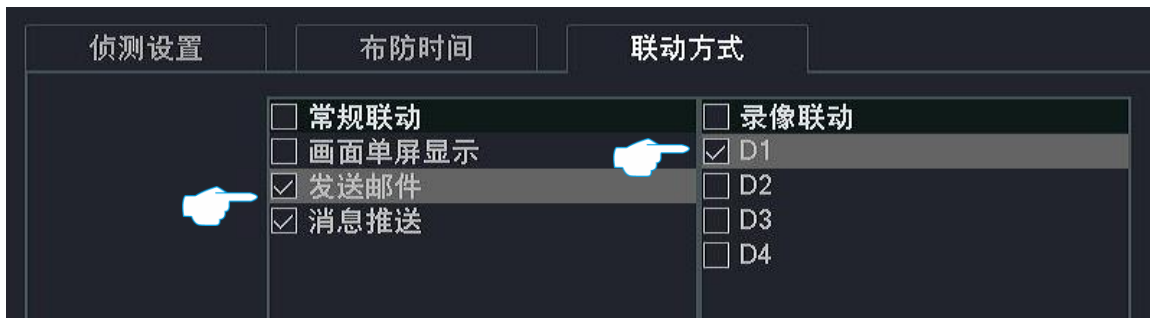 侦测设置 布防时间 联动方式
常规联动 录像联动
画面单屏显示 D1
发送邮件 D2
消息推送 D3
D4